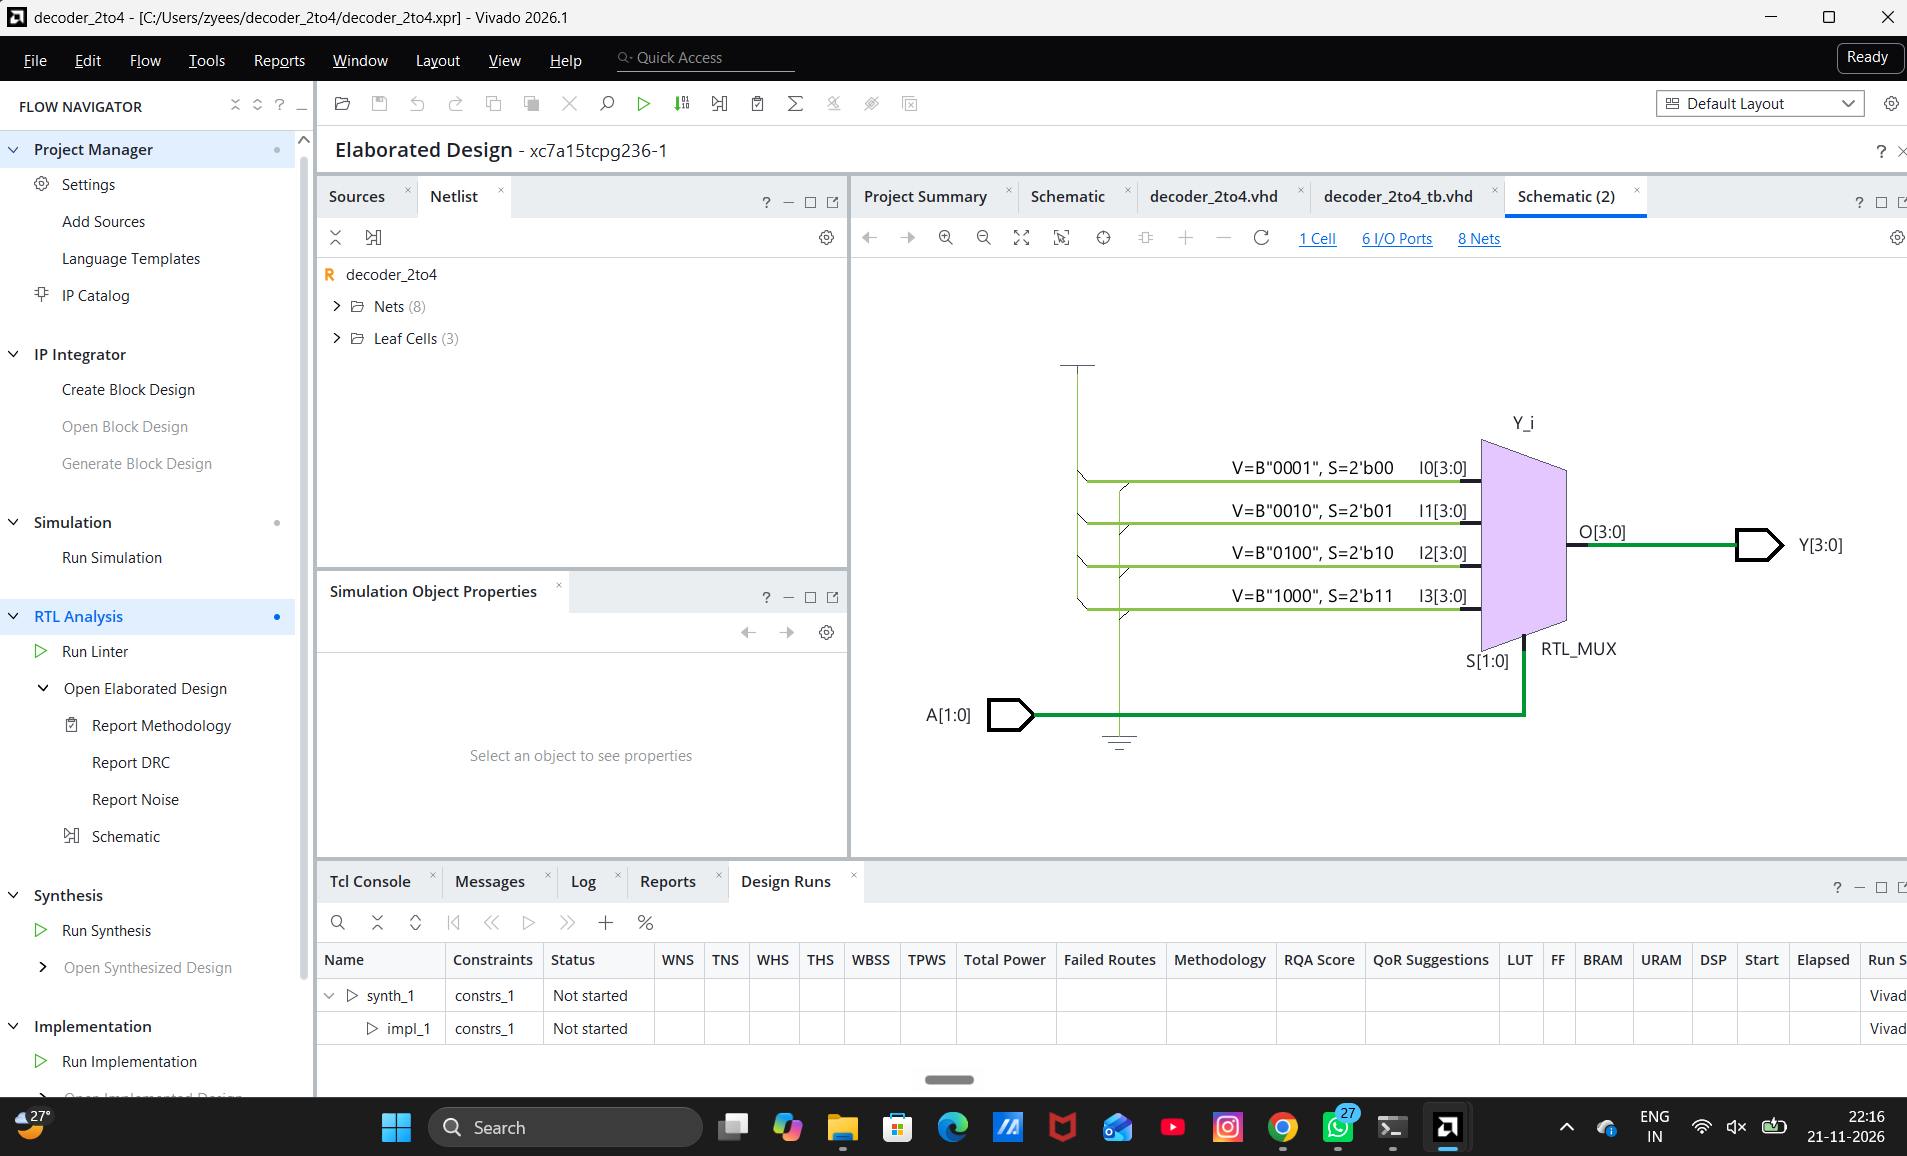 decoder_2to4 - [C:/Users/zyees/decoder_2to4/decoder_2to4.xpr] - Vivado 2026.1
File Edit Flow Tools Reports Window Layout View Help Quick Access Ready
FLOW NAVIGATOR
Default Layout
Project Manager
Settings
Add Sources
Language Templates
IP Catalog
IP Integrator
Create Block Design
Open Block Design
Generate Block Design
Simulation
Run Simulation
RTL Analysis
Run Linter
Open Elaborated Design
Report Methodology
Report DRC
Report Noise
Schematic
Synthesis
Run Synthesis
Open Synthesized Design
Implementation
Run Implementation
Elaborated Design - xc7a15tcpg236-1
Sources Netlist
decoder_2to4
Nets (8)
Leaf Cells (3)
Simulation Object Properties
Select an object to see properties
Project Summary Schematic decoder_2to4.vhd decoder_2to4_tb.vhd Schematic (2)
1 Cell 6 I/O Ports 8 Nets
Y_i
V=B"0001", S=2'b00 I0[3:0]
V=B"0010", S=2'b01 I1[3:0]
O[3:0]
Y[3:0]
V=B"0100", S=2'b10 I2[3:0]
V=B"1000", S=2'b11 I3[3:0]
RTL_MUX
S[1:0]
A[1:0]
Tcl Console Messages Log Reports Design Runs
Name Constraints Status WNS TNS WHS THS WBSS TPWS Total Power Failed Routes Methodology RQA Score QoR Suggestions LUT FF BRAM URAM DSP Start Elapsed Run S
synth_1 constrs_1 Not started Vivad
impl_1 constrs_1 Not started Vivad
27°
Search
27
ENG
IN
22:16
21-11-2026